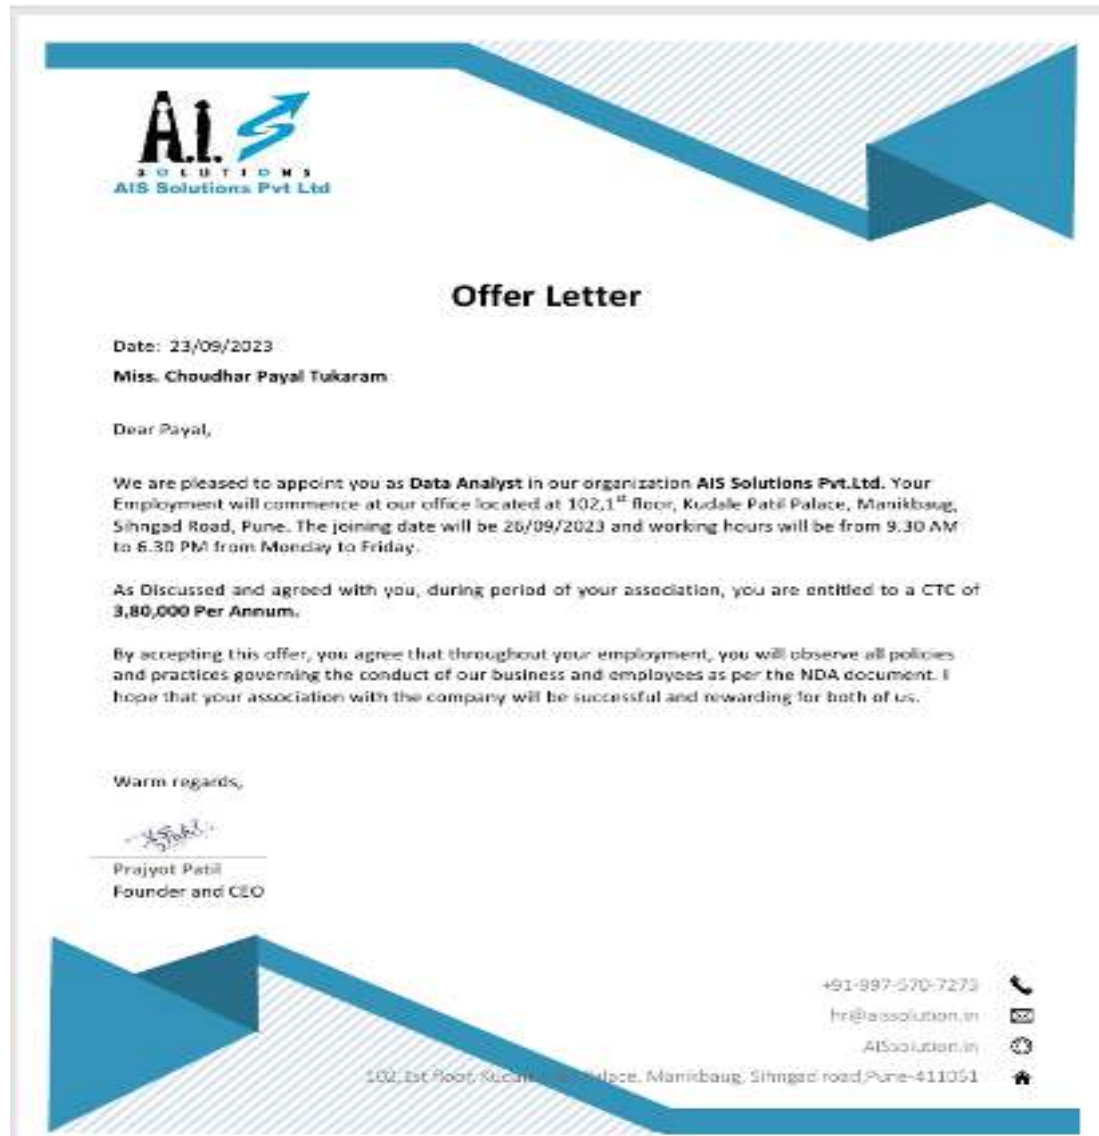 A.I.S
SOLUTIONS
AIS Solutions Pvt Ltd
Offer Letter
Date: 23/09/2023
Miss. Choudhar Payal Tukaram
Dear Payal,
We are pleased to appoint you as Data Analyst in our organization AIS Solutions Pvt.Ltd. Your
Employment will commence at our office located at 102,1st floor, Kudale Patil Palace, Manikbaug,
Sihngad Road, Pune. The joining date will be 26/09/2023 and working hours will be from 9.30 AM
to 6.30 PM from Monday to Friday.
As Discussed and agreed with you, during period of your association, you are entitled to a CTC of
3,80,000 Per Annum.
By accepting this offer, you agree that throughout your employment, you will observe all policies
and practices governing the conduct of our business and employees as per the NDA document. I
hope that your association with the company will be successful and rewarding for both of us.
Warm regards,
Prajyot Patil
Founder and CEO
+91-997-570-7273
hr@aissolution.in
AISsolution.in
102,1st floor, Palace, Manikbaug, Sihngad road,Pune-411051